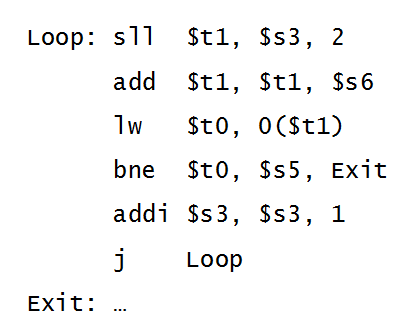 Loop: sll $t1, $s3, 2
add $t1, $t1, $s6
lw $t0, 0($t1)
bne $t0, $s5, Exit
addi $s3, $s3, 1
j Loop
Exit: …